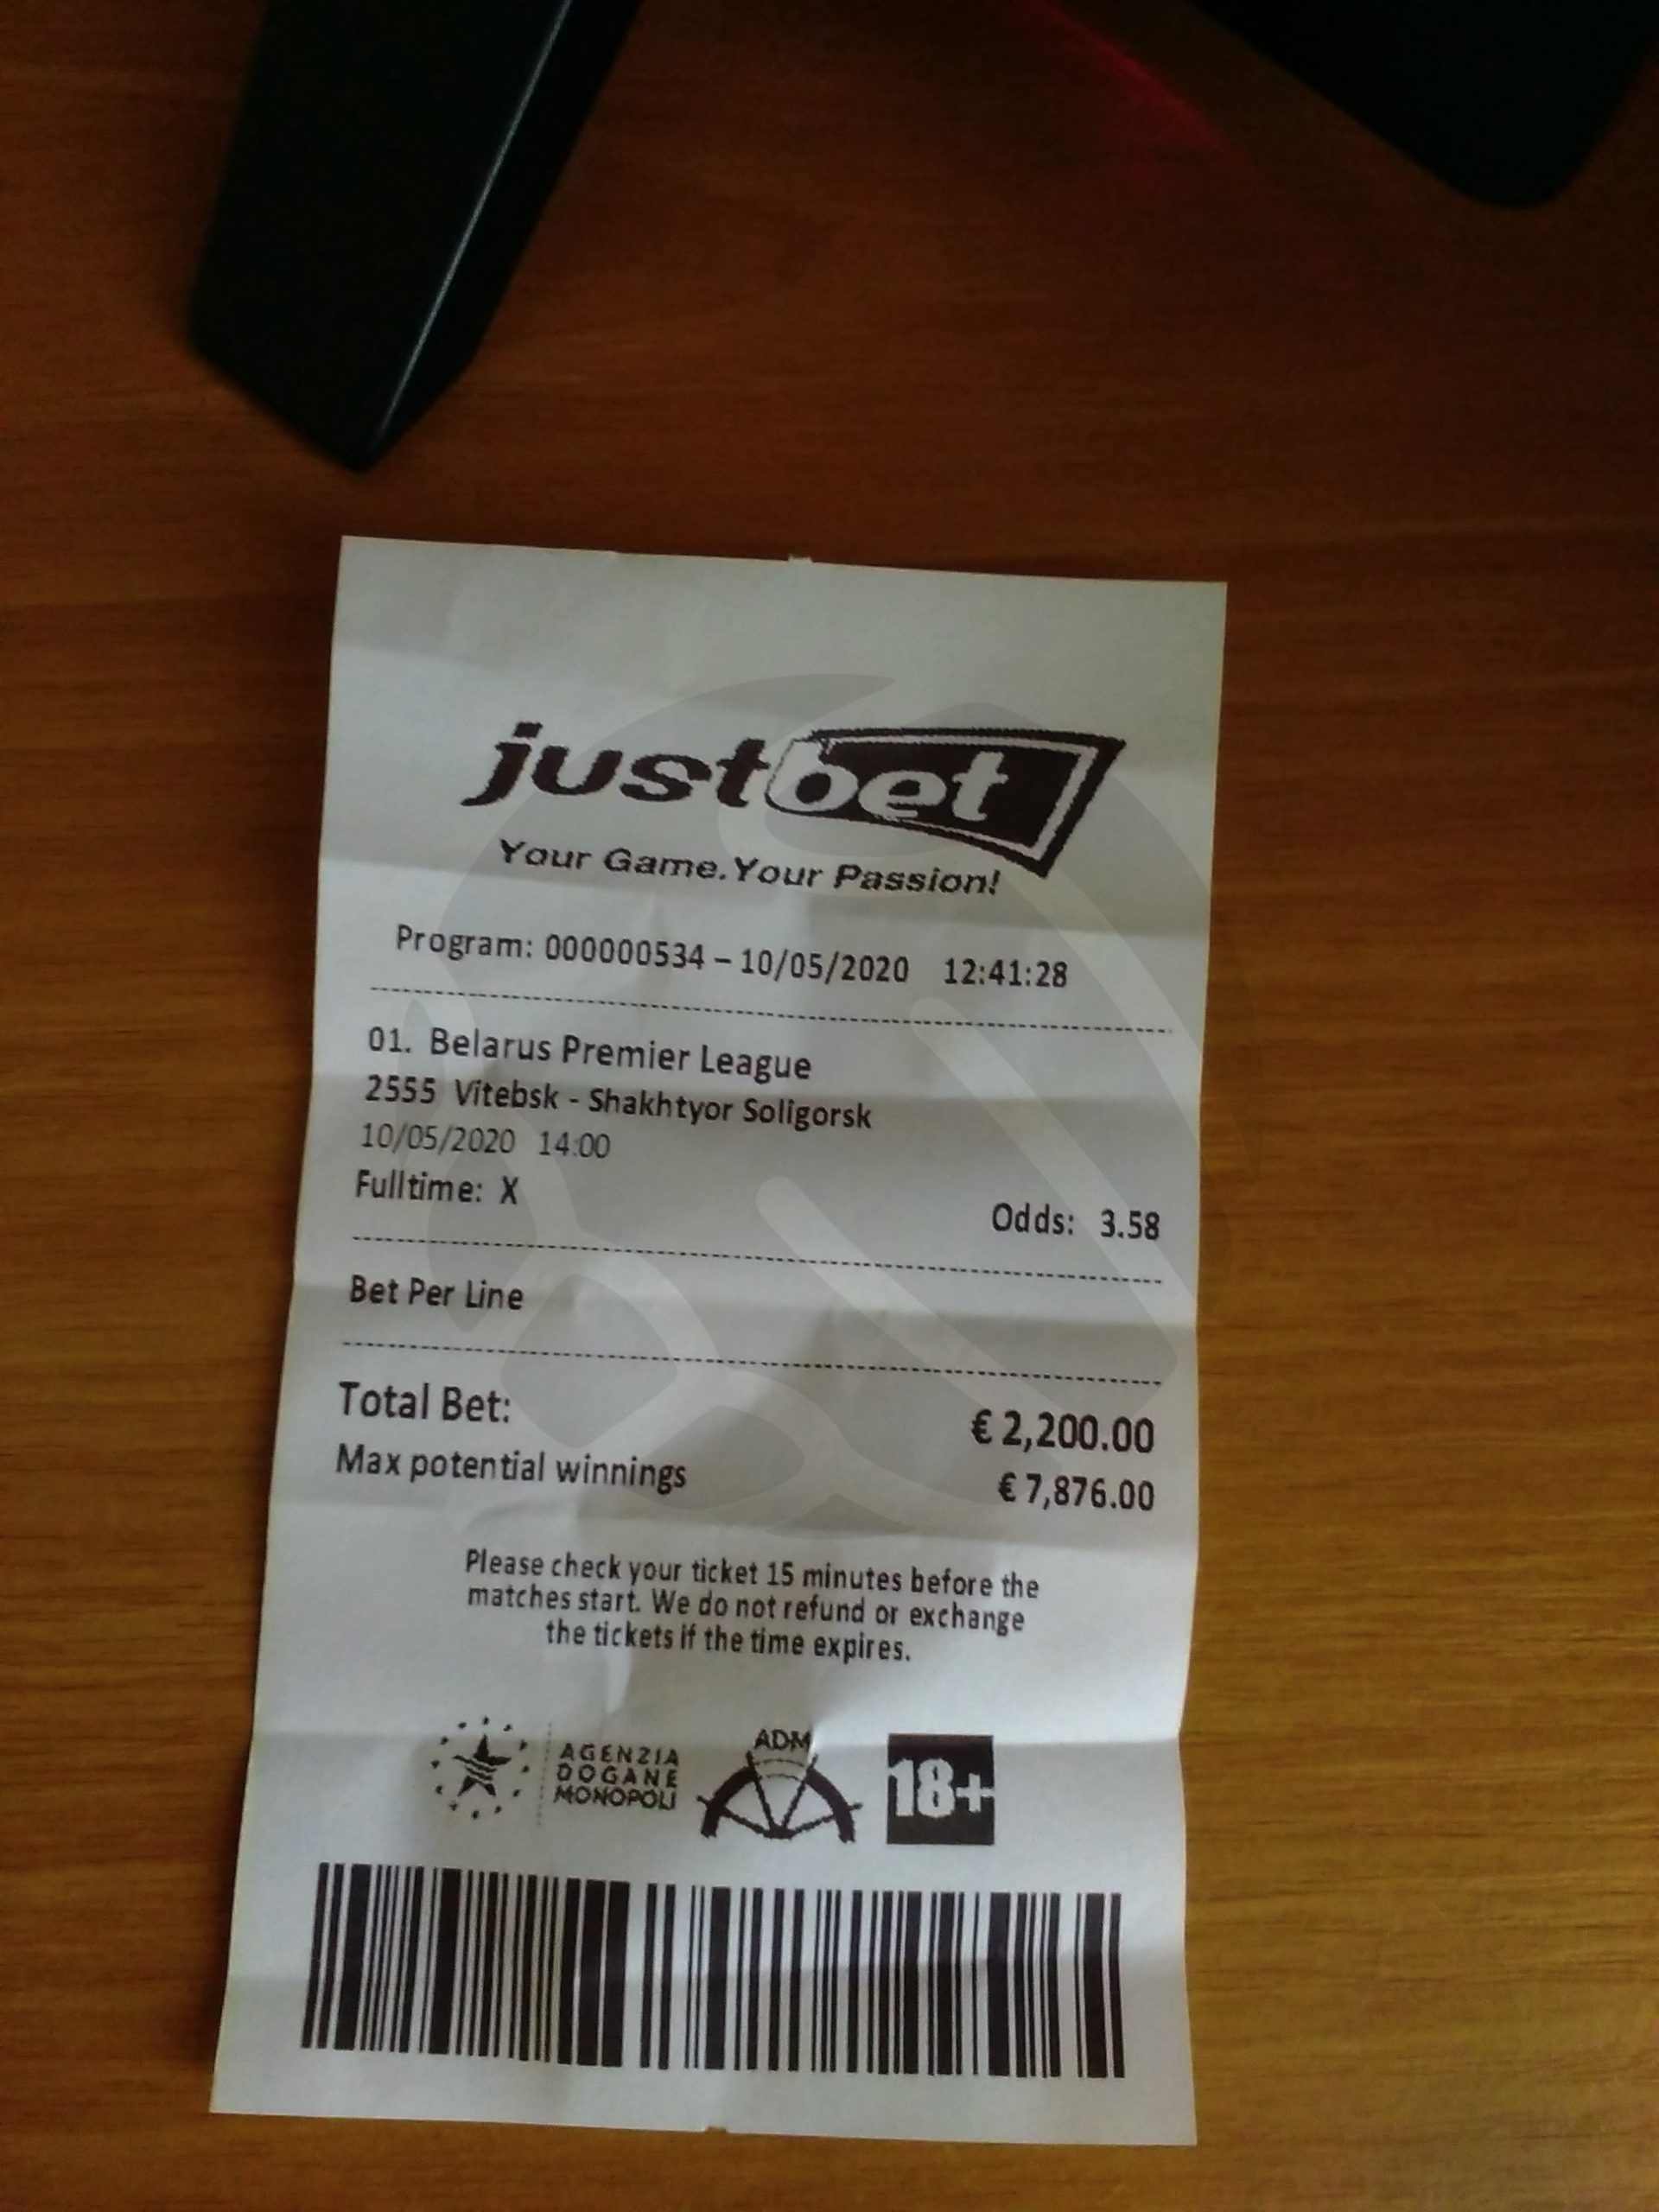 justbet
Your Game.Your Passion!
Program: 000000534 – 10/05/2020 12:41:28
01. Belarus Premier League
2555 Vitebsk - Shakhtyor Soligorsk
10/05/2020 14:00
Fulltime: X
Odds: 3.58
Bet Per Line
Total Bet:
€ 2,200.00
Max potential winnings
€ 7,876.00
Please check your ticket 15 minutes before the
matches start. We do not refund or exchange
the tickets if the time expires.
AGENZIA
DOGANE
MONOPOLI
ADM
18+